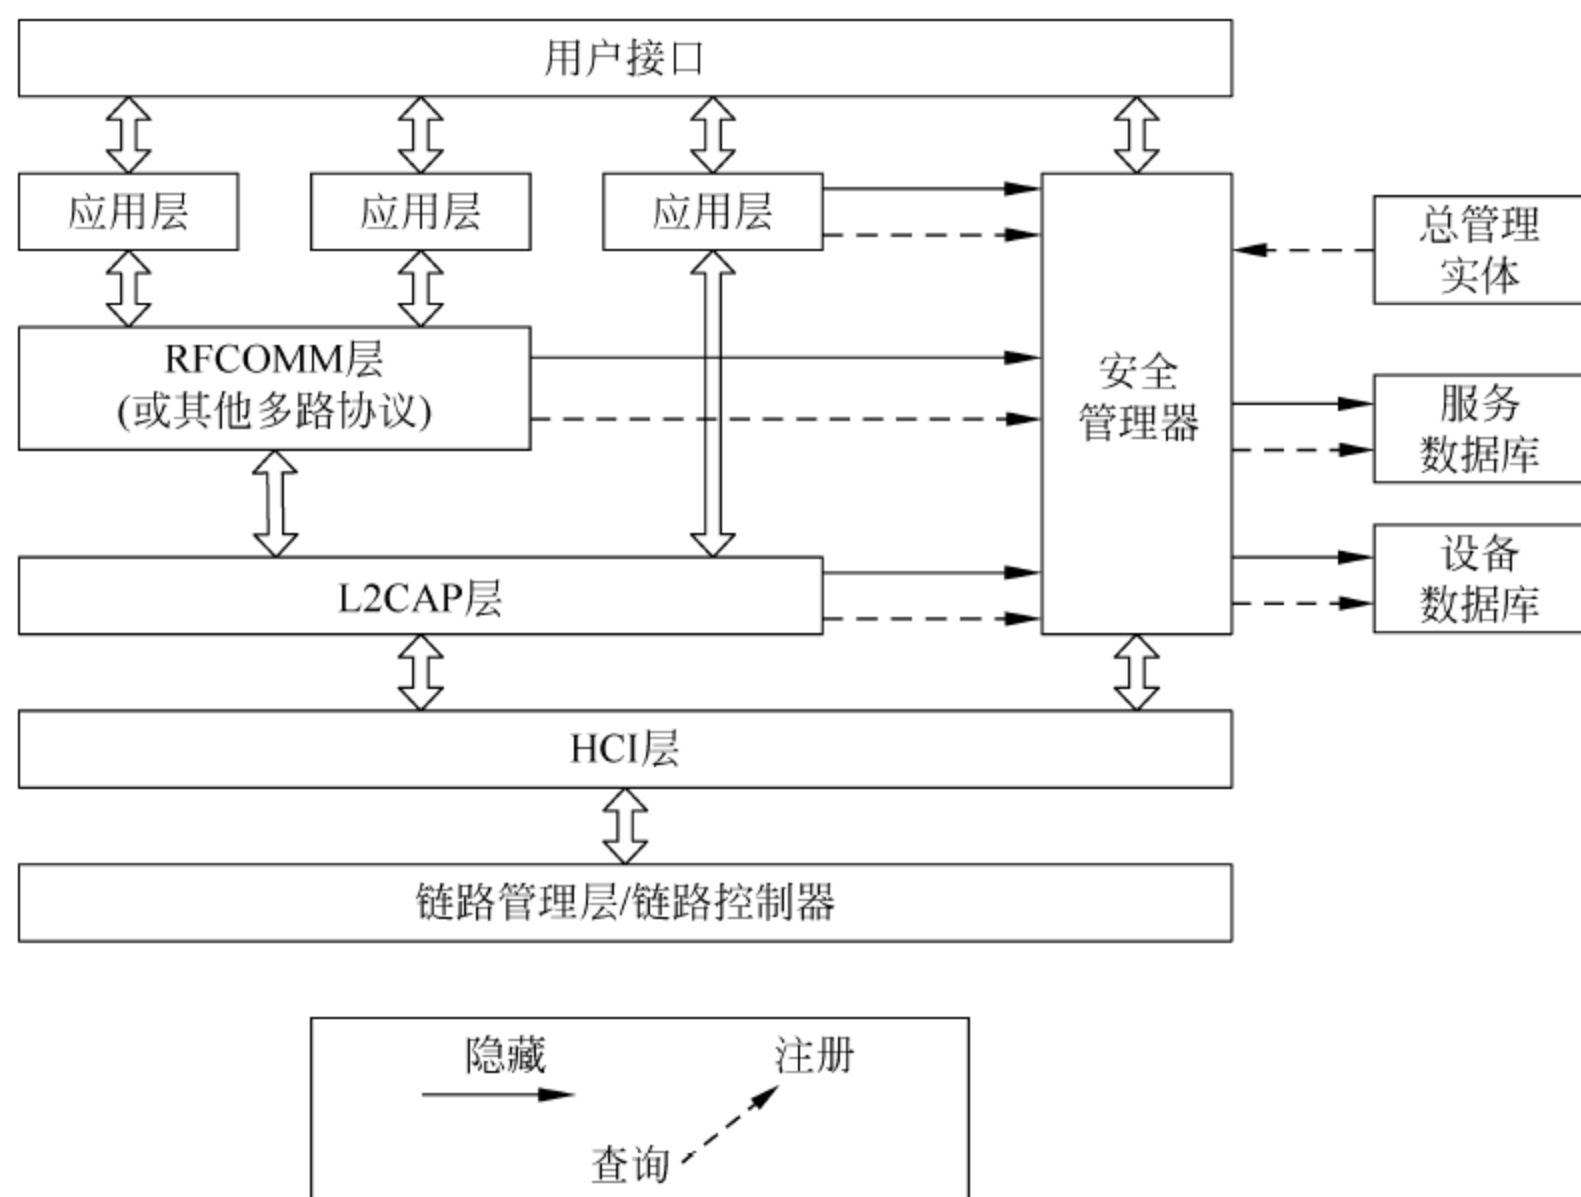 用户接口
应用层
应用层
应用层
总管理
实体
RFCOMM层
(或其他多路协议)
安全
管理器
服务
数据库
设备
数据库
L2CAP层
HCI层
链路管理层/链路控制器
隐藏
注册
查询